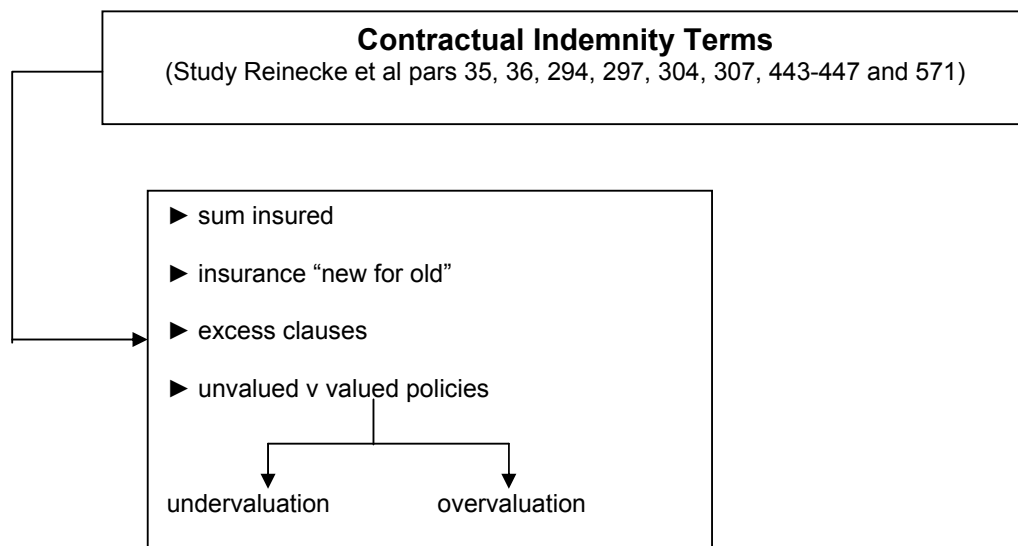 Contractual Indemnity Terms
(Study Reinecke et al pars 35, 36, 294, 297, 304, 307, 443-447 and 571)
► sum insured
► insurance “new for old”
► excess clauses
► unvalued v valued policies
undervaluation overvaluation